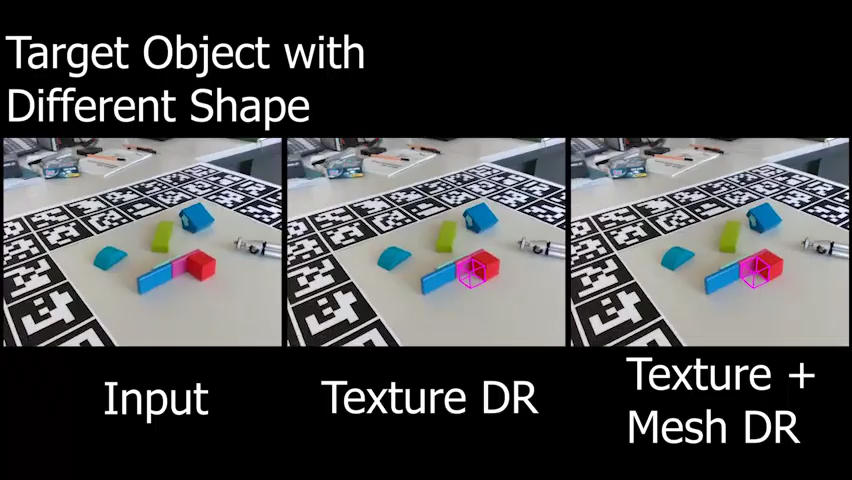 Target Object with
Different Shape
Input
Texture DR
Texture +
Mesh DR